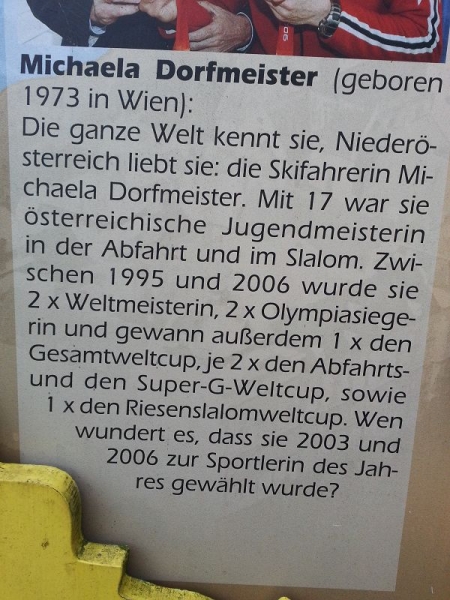 Michaela Dorfmeister (geboren
1973 in Wien):
Die ganze Welt kennt sie, Niederö-
sterreich liebt sie: die Skifahrerin Mi-
chaela Dorfmeister. Mit 17 war sie
österreichische Jugendmeisterin
in der Abfahrt und im Slalom. Zwi-
schen 1995 und 2006 wurde sie
2 x Weltmeisterin, 2 x Olympiasiege-
rin und gewann außerdem 1 x den
Gesamtweltcup, je 2 x den Abfahrts-
und den Super-G-Weltcup, sowie
1 x den Riesenslalomweltcup. Wen
wundert es, dass sie 2003 und
2006 zur Sportlerin des Jah-
res gewählt wurde?